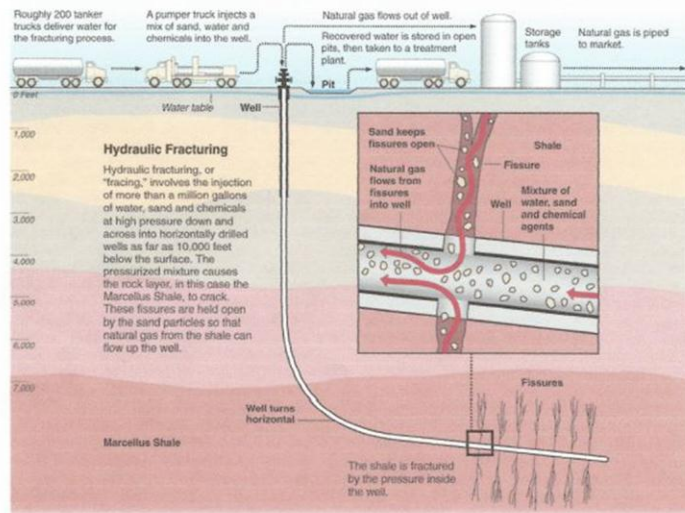 Roughly 200 tanker
trucks deliver water for
the fracturing process.
A pumper truck injects a
mix of sand, water and
chemicals into the well.
Natural gas flows out of well.
Recovered water is stored in open
pits, then taken to a treatment
plant.
Storage
tanks
Natural gas is piped
to market.
Pit
0 Feet
Water table
Well
1,000
2,000
3,000
4,000
5,000
6,000
7,000
Hydraulic Fracturing
Hydraulic fracturing, or
"fracing," involves the injection
of more than a million gallons
of water, sand and chemicals
at high pressure down and
across into horizontally drilled
wells as far as 10,000 feet
below the surface. The
pressurized mixture causes
the rock layer, in this case the
Marcellus Shale, to crack.
These fissures are held open
by the sand particles so that
natural gas from the shale can
flow up the well.
Sand keeps
fissures open
Shale
Fissure
Natural gas
flows from
fissures
into well
Well
Mixture of
water, sand
and chemical
agents
Fissures
Well turns
horizontal
Marcellus Shale
The shale is fractured
by the pressure inside
the well.